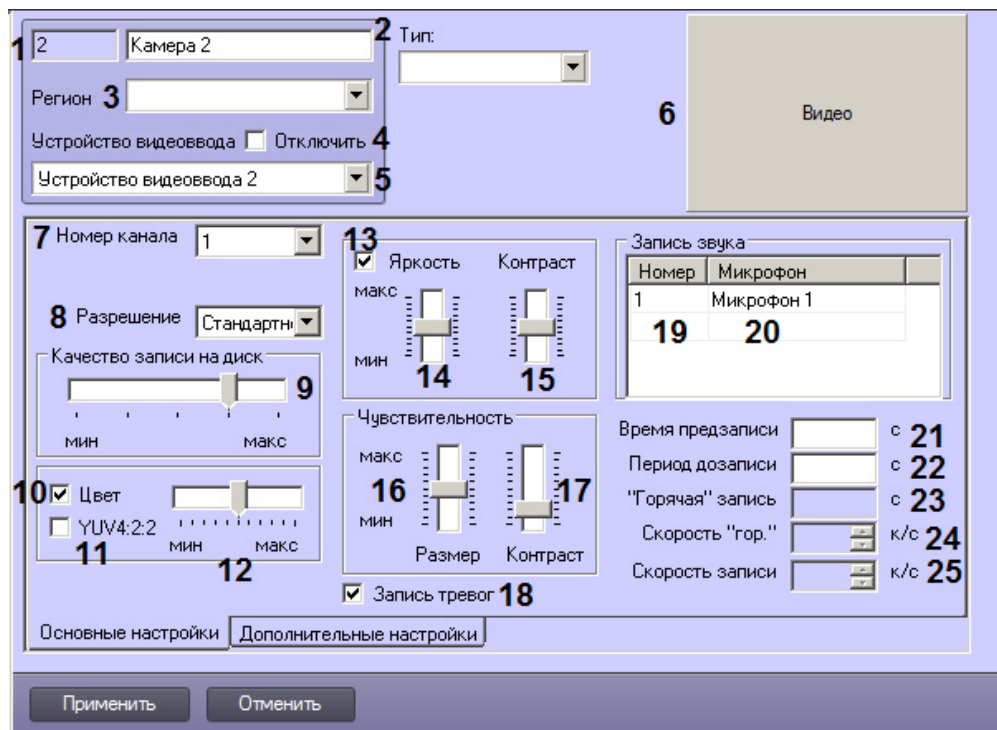 1 2 Камера 2 2 Тип:
Регион 3
6 Видео
Устройство видеоввода Отключить 4
Устройство видеоввода 2 5
7 Номер канала 1
13 Яркость Контраст
макс
мин
14 15
8 Разрешение Стандартн
Качество записи на диск
9
мин макс
10 Цвет
YUV4:2:2
11
мин макс
12
Чувствительность
макс
16 17
мин
Размер Контраст
Запись тревог 18
Запись звука
Номер Микрофон
1 Микрофон 1
19 20
Время предзаписи с 21
Период дозаписи с 22
"Горячая" запись с 23
Скорость "гор." к/с 24
Скорость записи к/с 25
Основные настройки Дополнительные настройки
Применить Отменить